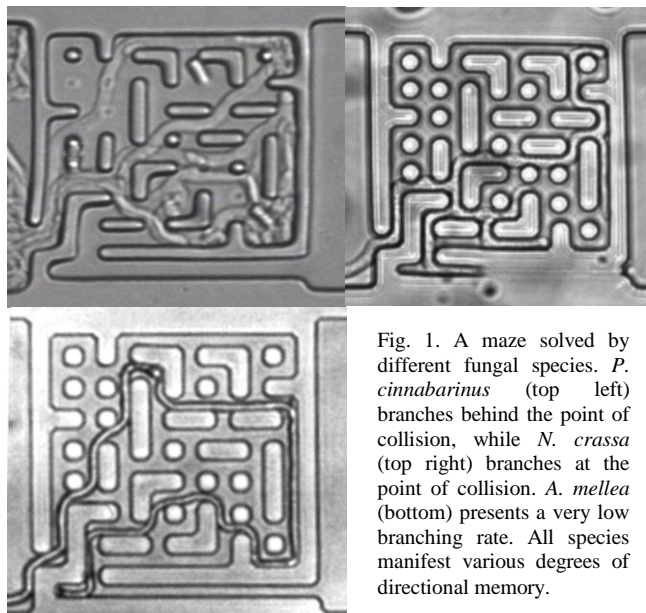 Fig. 1. A maze solved by
different fungal species. P.
cinnabarinus (top left)
branches behind the point of
collision, while N. crassa
(top right) branches at the
point of collision. A. mellea
(bottom) presents a very low
branching rate. All species
manifest various degrees of
directional memory.